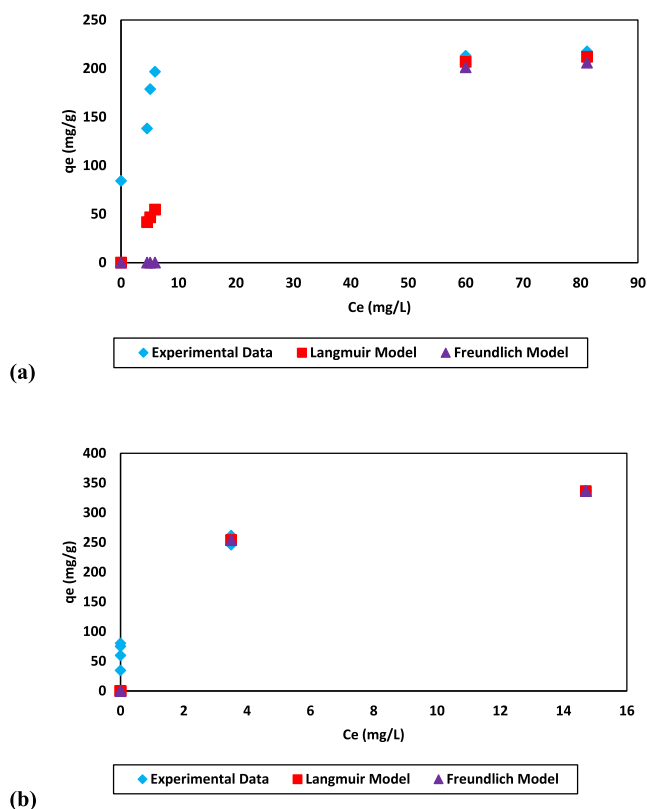 250
200
150
100
50
0
qe (mg/g)
0 10 20 30 40 50 60 70 80 90
Ce (mg/L)
Experimental Data Langmuir Model Freundlich Model
(a)
400
350
300
250
200
150
100
50
0
qe (mg/g)
0 2 4 6 8 10 12 14 16
Ce (mg/L)
Experimental Data Langmuir Model Freundlich Model
(b)